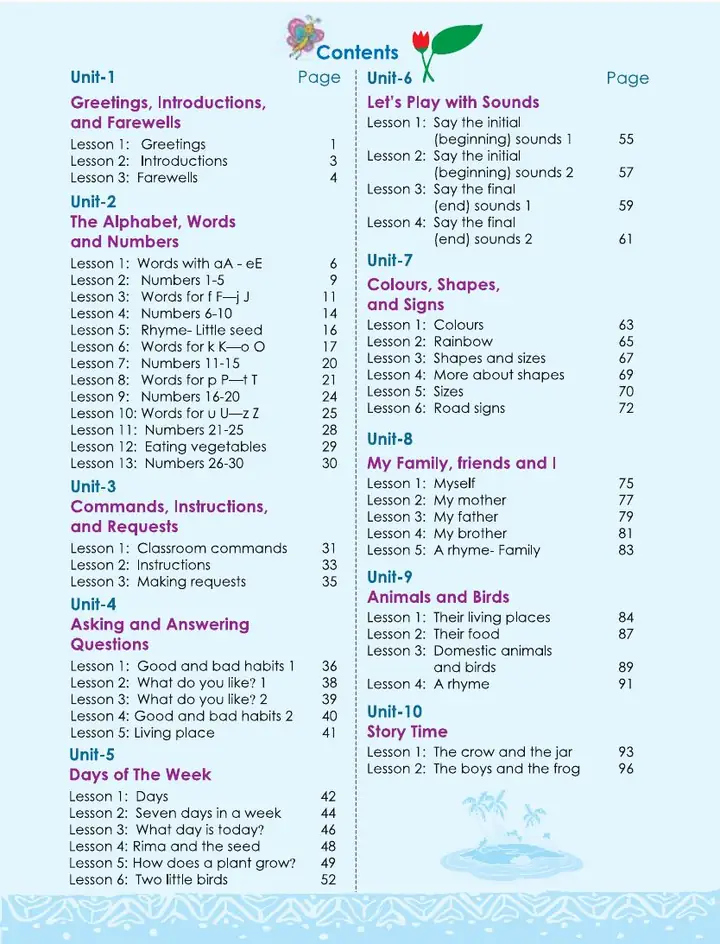 Contents
Unit-1 Page
Greetings, Introductions,
and Farewells
Lesson 1: Greetings 1
Lesson 2: Introductions 3
Lesson 3: Farewells 4
Unit-2
The Alphabet, Words
and Numbers
Lesson 1: Words with aA - eE 6
Lesson 2: Numbers 1-5 9
Lesson 3: Words for f F—j J 11
Lesson 4: Numbers 6-10 14
Lesson 5: Rhyme- Little seed 16
Lesson 6: Words for k K—o O 17
Lesson 7: Numbers 11-15 20
Lesson 8: Words for p P—t T 21
Lesson 9: Numbers 16-20 24
Lesson 10: Words for u U—z Z 25
Lesson 11: Numbers 21-25 28
Lesson 12: Eating vegetables 29
Lesson 13: Numbers 26-30 30
Unit-3
Commands, Instructions,
and Requests
Lesson 1: Classroom commands 31
Lesson 2: Instructions 33
Lesson 3: Making requests 35
Unit-4
Asking and Answering
Questions
Lesson 1: Good and bad habits 1 36
Lesson 2: What do you like? 1 38
Lesson 3: What do you like? 2 39
Lesson 4: Good and bad habits 2 40
Lesson 5: Living place 41
Unit-5
Days of The Week
Lesson 1: Days 42
Lesson 2: Seven days in a week 44
Lesson 3: What day is today? 46
Lesson 4: Rima and the seed 48
Lesson 5: How does a plant grow? 49
Lesson 6: Two little birds 52
Unit-6 Page
Let's Play with Sounds
Lesson 1: Say the initial
(beginning) sounds 1 55
Lesson 2: Say the initial
(beginning) sounds 2 57
Lesson 3: Say the final
(end) sounds 1 59
Lesson 4: Say the final
(end) sounds 2 61
Unit-7
Colours, Shapes,
and Signs
Lesson 1: Colours 63
Lesson 2: Rainbow 65
Lesson 3: Shapes and sizes 67
Lesson 4: More about shapes 69
Lesson 5: Sizes 70
Lesson 6: Road signs 72
Unit-8
My Family, friends and I
Lesson 1: Myself 75
Lesson 2: My mother 77
Lesson 3: My father 79
Lesson 4: My brother 81
Lesson 5: A rhyme- Family 83
Unit-9
Animals and Birds
Lesson 1: Their living places 84
Lesson 2: Their food 87
Lesson 3: Domestic animals
and birds 89
Lesson 4: A rhyme 91
Unit-10
Story Time
Lesson 1: The crow and the jar 93
Lesson 2: The boys and the frog 96